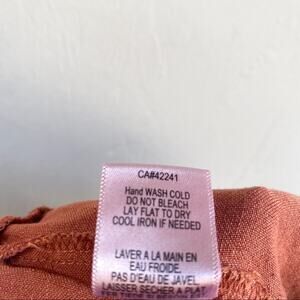 CA#42241
Hand WASH COLD
DO NOT BLEACH
LAY FLAT TO DRY
COOL IRON IF NEEDED
LAVER A LA MAIN EN
EAU FROIDE.
PAS D'EAU DE JAVEL
LAISSER SECHER A PLAT